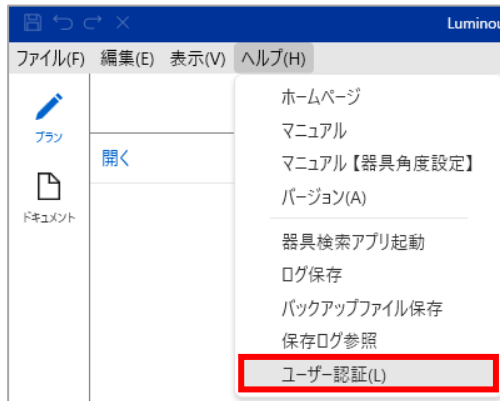 Luminou
ファイル(F) 編集(E) 表示(V) ヘルプ(H)
プラン
ドキュメント
開く
ホームページ
マニュアル
マニュアル【器具角度設定】
バージョン(A)
器具検索アプリ起動
ログ保存
バックアップファイル保存
保存ログ参照
ユーザー認証(L)